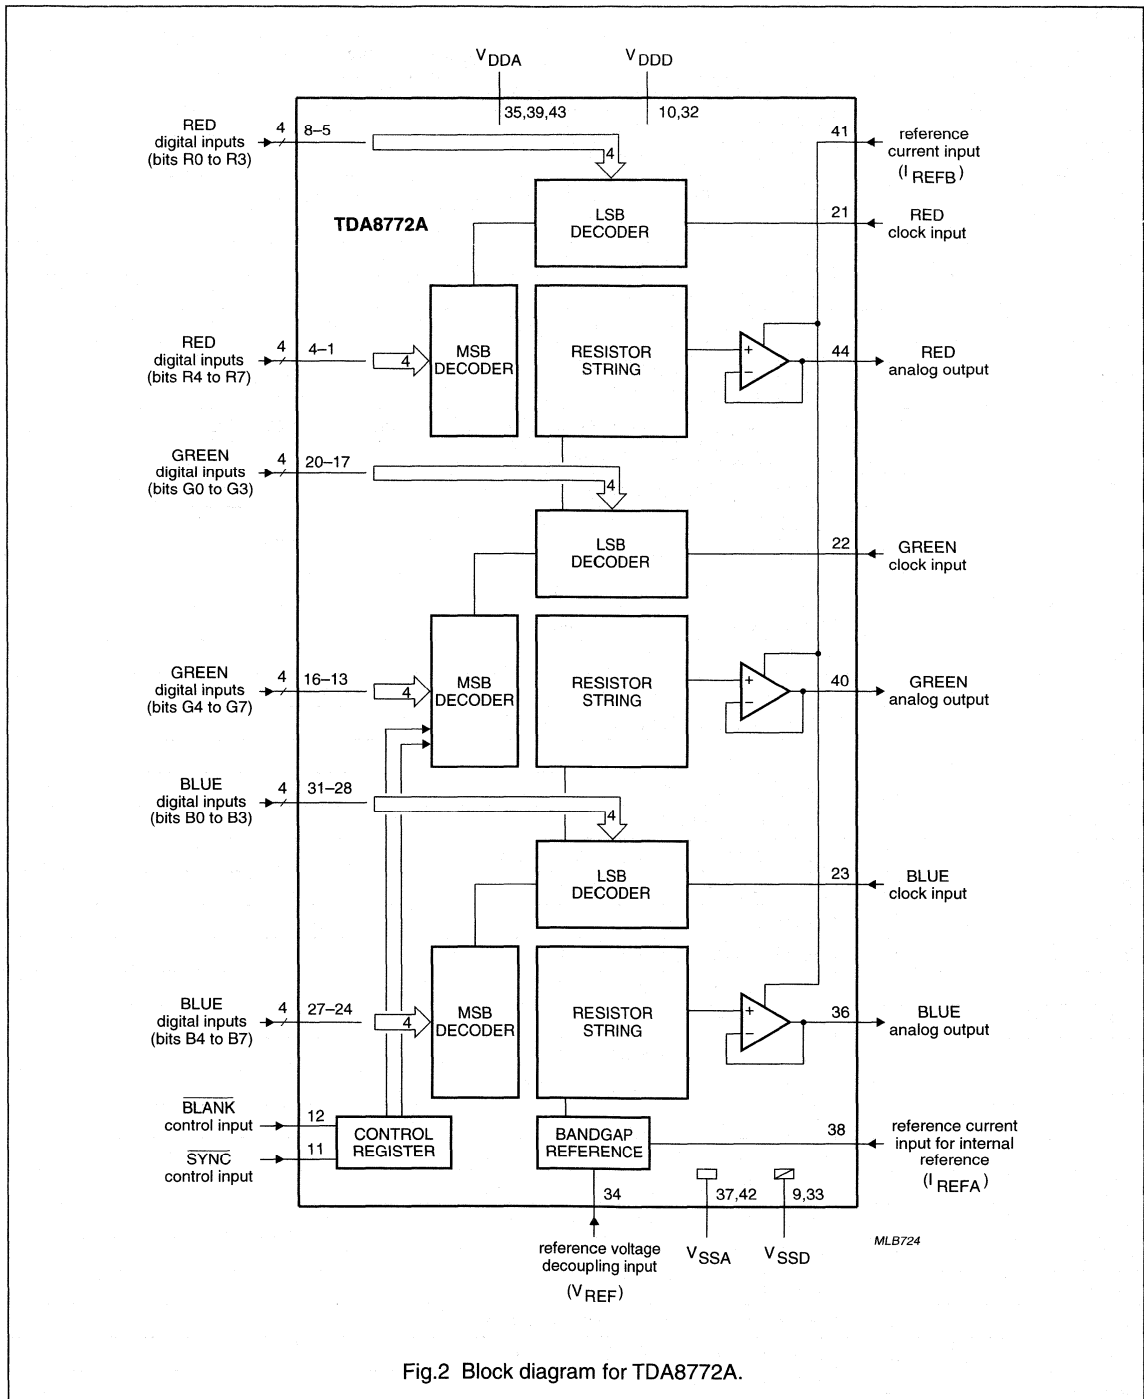 VDDA
VDDD
35,39,43
10,32
RED
digital inputs
(bits R0 to R3)
4
8–5
4
41
reference
current input
(IREFB)
TDA8772A
LSB
DECODER
21
RED
clock input
RED
digital inputs
(bits R4 to R7)
4
4–1
4
MSB
DECODER
RESISTOR
STRING
+
−
44
RED
analog output
GREEN
digital inputs
(bits G0 to G3)
4
20–17
4
LSB
DECODER
22
GREEN
clock input
GREEN
digital inputs
(bits G4 to G7)
4
16–13
4
MSB
DECODER
RESISTOR
STRING
+
−
40
GREEN
analog output
BLUE
digital inputs
(bits B0 to B3)
4
31–28
4
LSB
DECODER
23
BLUE
clock input
BLUE
digital inputs
(bits B4 to B7)
4
27–24
4
MSB
DECODER
RESISTOR
STRING
+
−
36
BLUE
analog output
BLANK
control input
12
SYNC
control input
11
CONTROL
REGISTER
BANDGAP
REFERENCE
38
reference current
input for internal
reference
(IREFA)
34
37,42
9,33
reference voltage
decoupling input
(VREF)
VSSA
VSSD
MLB724
Fig.2 Block diagram for TDA8772A.